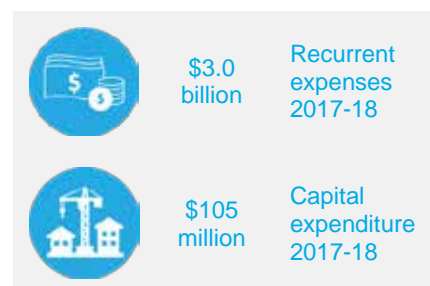 $3.0
billion
Recurrent
expenses
2017-18
$105
million
Capital
expenditure
2017-18